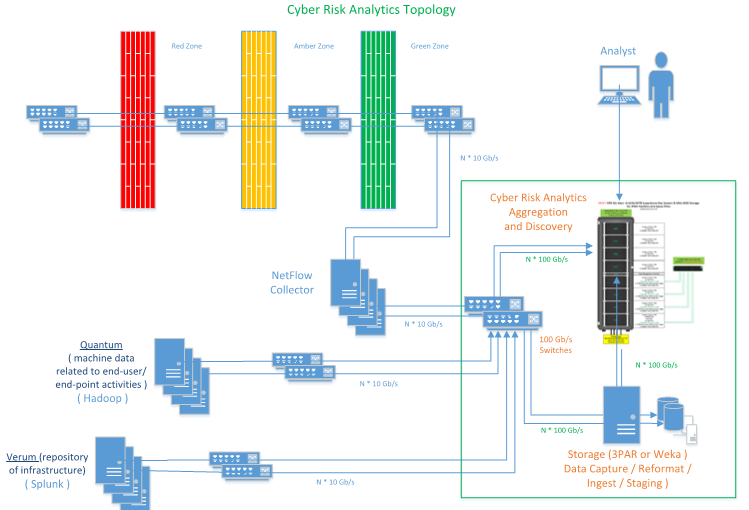 Cyber Risk Analytics Topology
Red Zone
Amber Zone
Green Zone
Analyst
N * 10 Gb/s
Cyber Risk Analytics
Aggregation
and Discovery
N * 100 Gb/s
NetFlow
Collector
N * 10 Gb/s
100 Gb/s
Switches
Quantum
( machine data
related to end-user/
end-point activities )
( Hadoop )
N * 10 Gb/s
N * 100 Gb/s
N * 100 Gb/s
Verum (repository
of infrastructure)
( Splunk )
N * 10 Gb/s
Storage (3PAR or Weka )
Data Capture / Reformat /
Ingest / Staging )